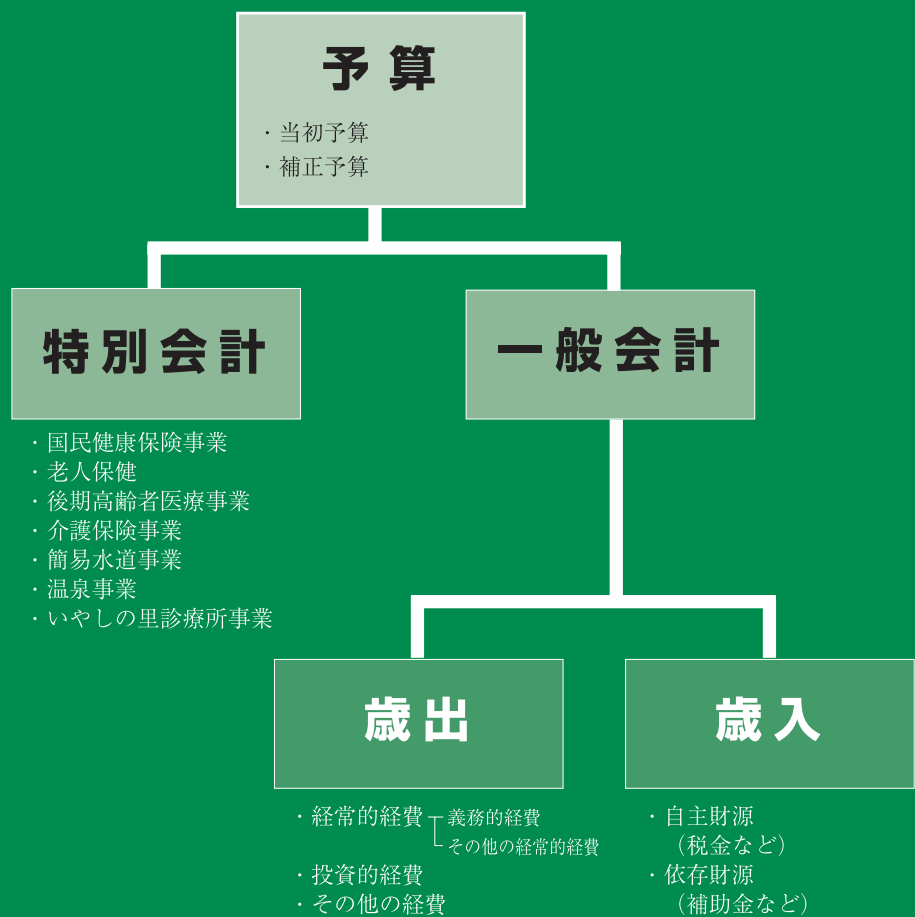 予算
・当初予算
・補正予算
特別会計
・国民健康保険事業
・老人保健
・後期高齢者医療事業
・介護保険事業
・簡易水道事業
・温泉事業
・いやしの里診療所事業
一般会計
歳出
・経常的経費 義務的経費
その他の経常的経費
・投資的経費
・その他の経費
歳入
・自主財源
（税金など）
・依存財源
（補助金など）